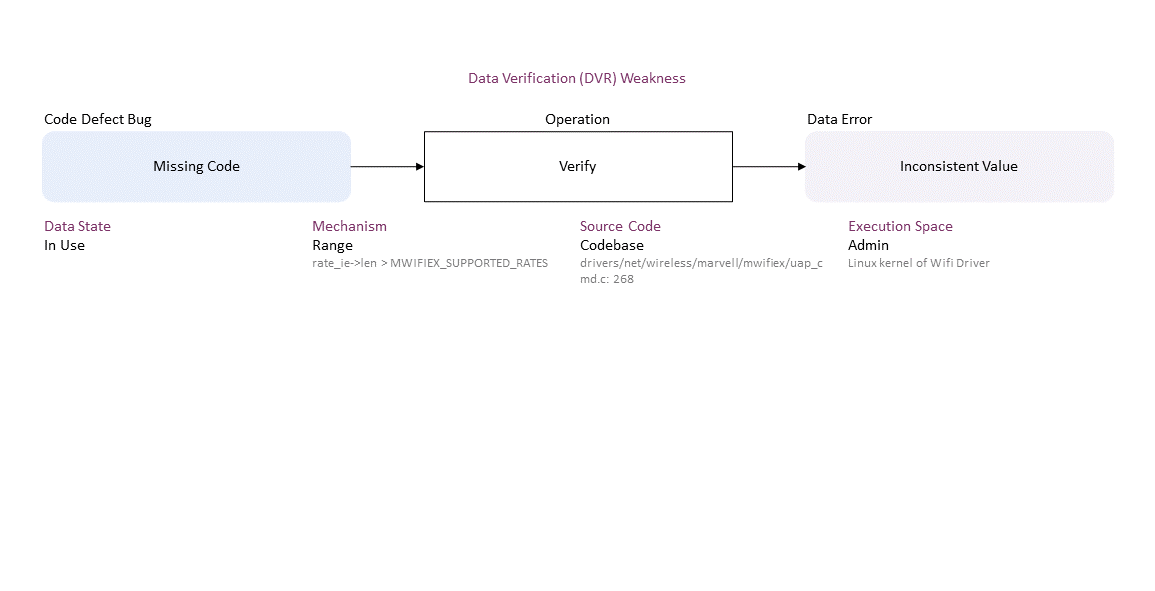 Data Verification (DVR) Weakness
Code Defect Bug
Operation
Data Error
Missing Code
Verify
Inconsistent Value
Data State
In Use
Mechanism
Range
rate_ie->len > MWIFIEX_SUPPORTED_RATES
Source Code
Codebase
drivers/net/wireless/marvell/mwifiex/uap_c
md.c: 268
Execution Space
Admin
Linux kernel of Wifi Driver